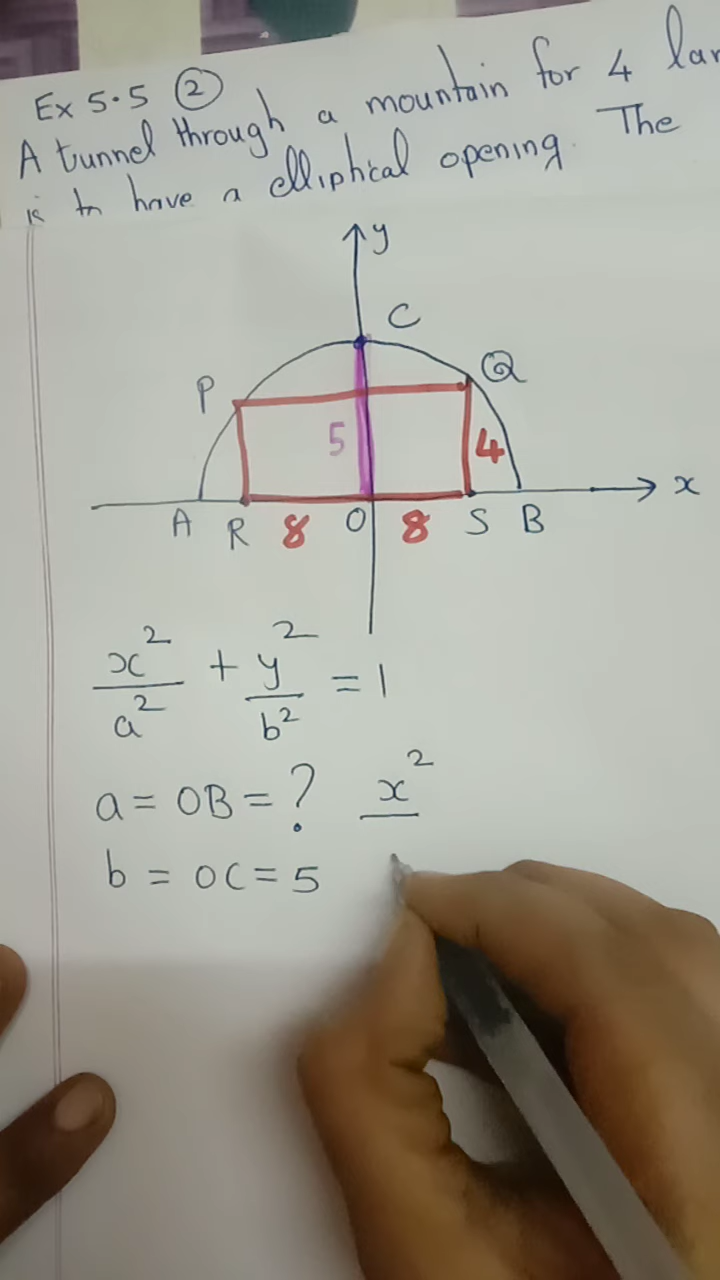 Ex 5.5 ②
A tunnel through a mountain for 4
is to have a elliptical opening. The
y
C
P
Q
5
4
x
A R 8 O 8 S B
x²/a² + y²/b² = 1
a = OB = ? x²
b = OC = 5